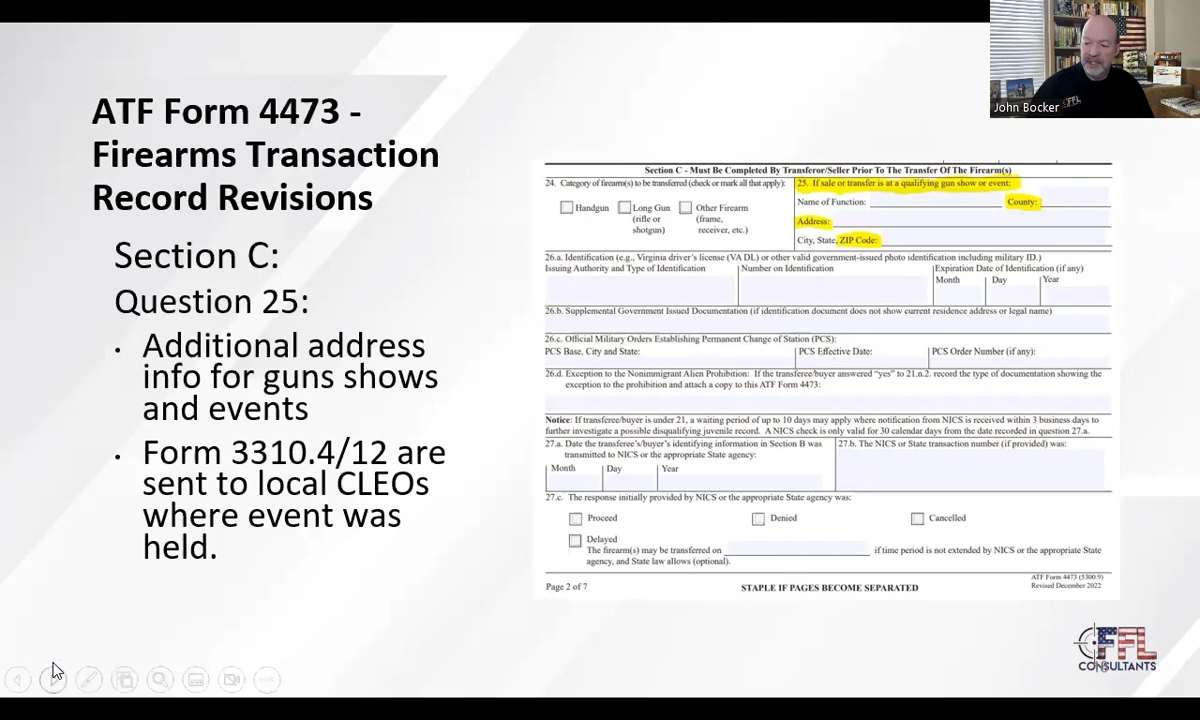 John Bocker
ATF Form 4473 -
Firearms Transaction
Record Revisions
Section C:
Question 25:
• Additional address
info for guns shows
and events
• Form 3310.4/12 are
sent to local CLEOs
where event was
held.
Section C - Must Be Completed By Transferor/Seller Prior To The Transfer Of The Firearm(s)
24. Category of firearm(s) to be transferred (check or mark all that apply):
Handgun Long Gun (rifle or shotgun) Other Firearm (frame, receiver, etc.)
25. If sale or transfer is at a qualifying gun show or event:
Name of Function: County:
Address:
City, State, ZIP Code:
26.a. Identification (e.g., Virginia driver's license (VA DL) or other valid government-issued photo identification including military ID.)
Issuing Authority and Type of Identification Number on Identification Expiration Date of Identification (if any)
Month Day Year
26.b. Supplemental Government Issued Documentation (if identification document does not show current residence address or legal name)
26.c. Official Military Orders Establishing Permanent Change of Station (PCS):
PCS Base, City and State: PCS Effective Date: PCS Order Number (if any):
26.d. Exception to the Nonimmigrant Alien Prohibition: If the transferee/buyer answered “yes” to 21.n.2. record the type of documentation showing the
exception to the prohibition and attach a copy to this ATF Form 4473:
Notice: If transferee/buyer is under 21, a waiting period of up to 10 days may apply where notification from NICS is received within 3 business days to
further investigate a possible disqualifying juvenile record. A NICS check is only valid for 30 calendar days from the date recorded in question 27.a.
27.a. Date the transferee's/buyer's identifying information in Section B was
transmitted to NICS or the appropriate State agency:
Month Day Year
27.b. The NICS or State transaction number (if provided) was:
27.c. The response initially provided by NICS or the appropriate State agency was:
Proceed Denied Cancelled
Delayed
The firearm(s) may be transferred on if time period is not extended by NICS or the appropriate State
agency, and State law allows (optional).
Page 2 of 7 STAPLE IF PAGES BECOME SEPARATED
ATF Form 4473 (5300.9)
Revised December 2022
FFL
CONSULTANTS